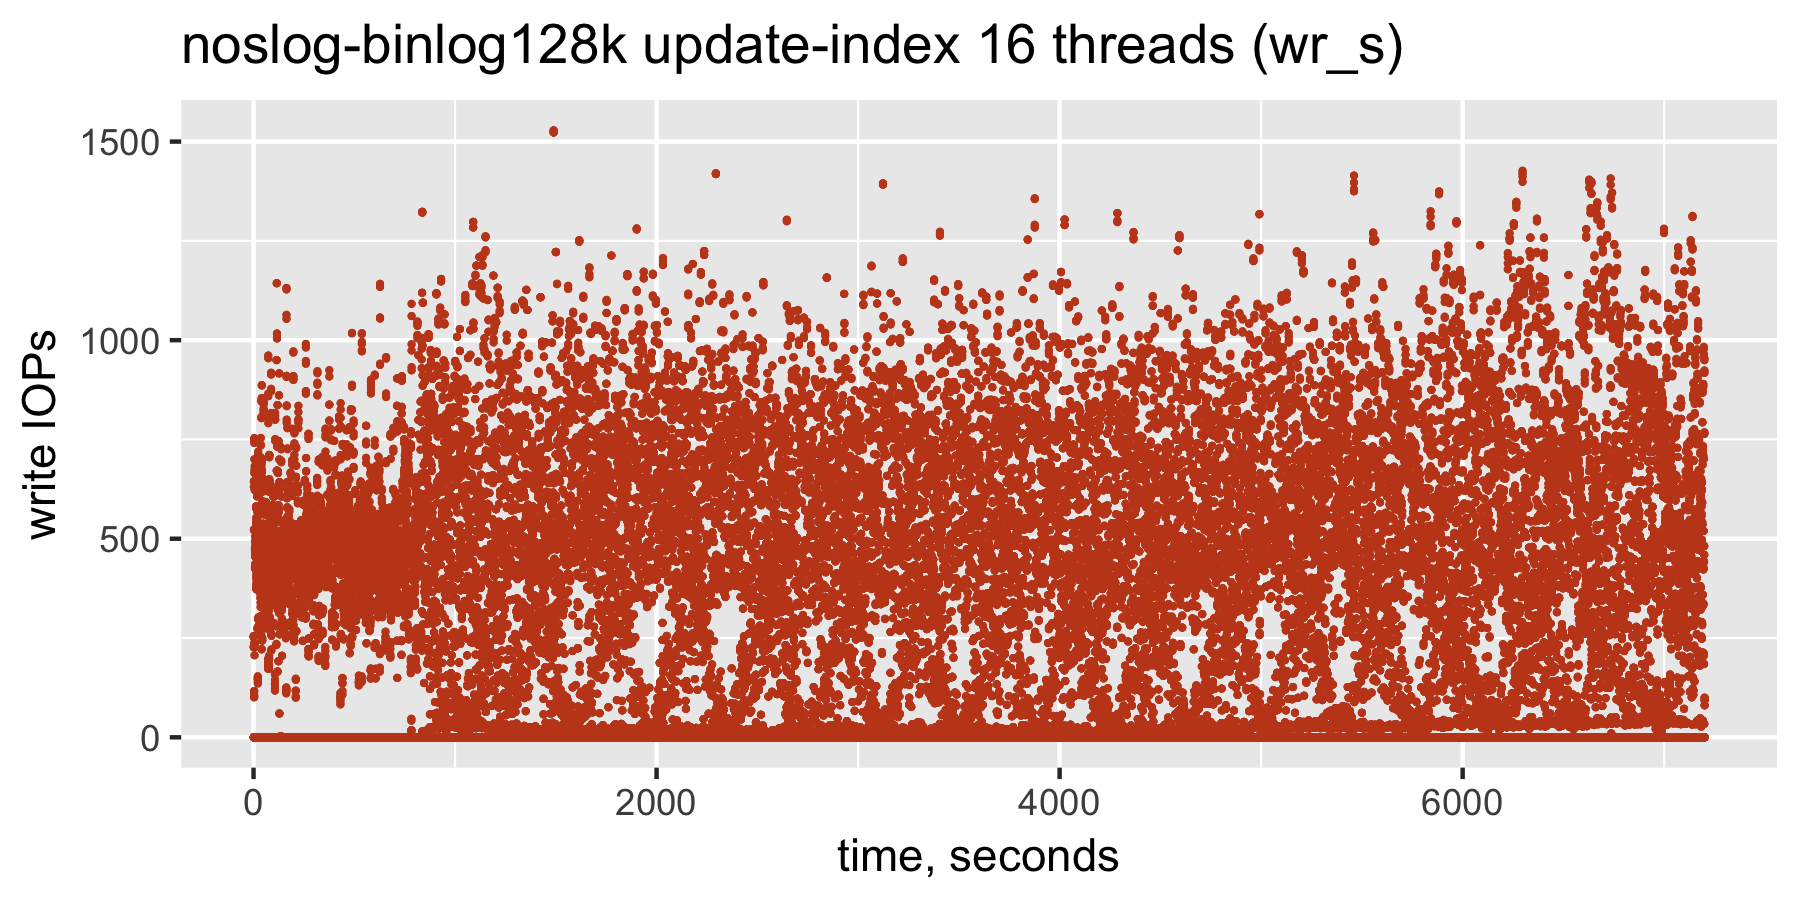 noslog-binlog128k update-index 16 threads (wr_s)
write IOPs
1500
1000
500
0
0 2000 4000 6000
time, seconds